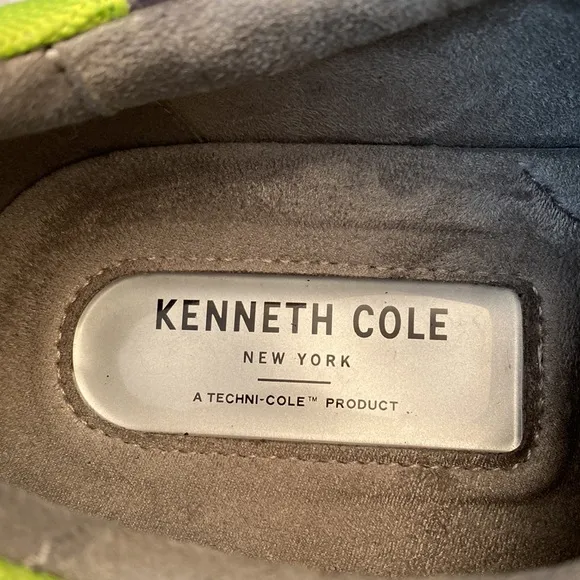 KENNETH COLE
NEW YORK
A TECHNI-COLE™ PRODUCT